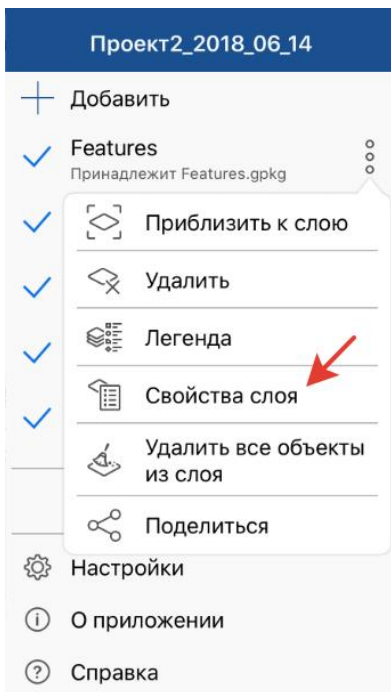 Проект2_2018_06_14
Добавить
Features
Принадлежит Features.gpkg
Приблизить к слою
Удалить
Легенда
Свойства слоя
Удалить все объекты
из слоя
Поделиться
Настройки
О приложении
Справка